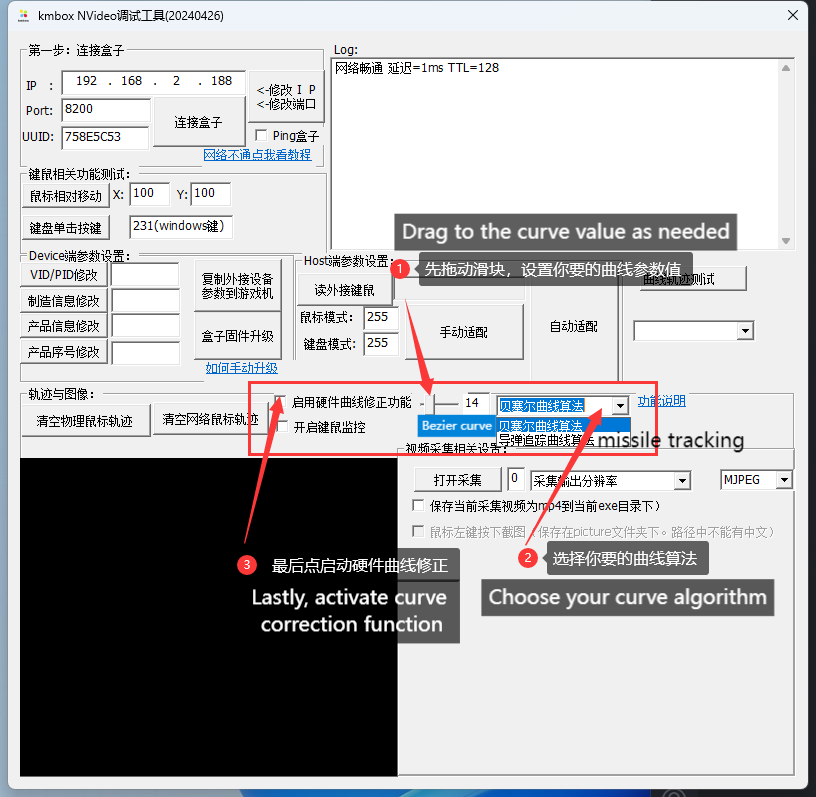 kmbox NVideo调试工具(20240426)
第一步：连接盒子
IP ：
192 . 168 . 2 . 188
<-修改ＩＰ
<-修改端口
Port:
8200
连接盒子
UUID:
758E5C53
Ping盒子
网络不通点我看教程
Log:
网络畅通 延迟=1ms TTL=128
键鼠相关功能测试：
鼠标相对移动
X:
100
Y:
100
键盘单击按键
231(windows键)
Drag to the curve value as needed
Device端参数设置：
VID/PID修改
制造信息修改
产品信息修改
产品序号修改
复制外接设备
参数到游戏机
盒子固件升级
如何手动升级
Host端参数设置：
1
先拖动滑块，设置你要的曲线参数值
读外接键鼠
鼠标模式：
255
键盘模式：
255
手动适配
自动适配
曲线轨迹测试
轨迹与图像：
清空物理鼠标轨迹
清空网络鼠标轨迹
启用硬件曲线修正功能
14
贝塞尔曲线算法
功能说明
开启键鼠监控
Bezier curve
贝塞尔曲线算法
导弹追踪曲线算法
missile tracking
视频采集相关设置：
打开采集
0
采集输出分辨率
MJPEG
保存当前采集视频为mp4到当前exe目录下）
鼠标左键按下截图（保存在picture文件夹下。路径中不能有中文）
3
最后点启动硬件曲线修正
Lastly, activate curve
correction function
2
选择你要的曲线算法
Choose your curve algorithm